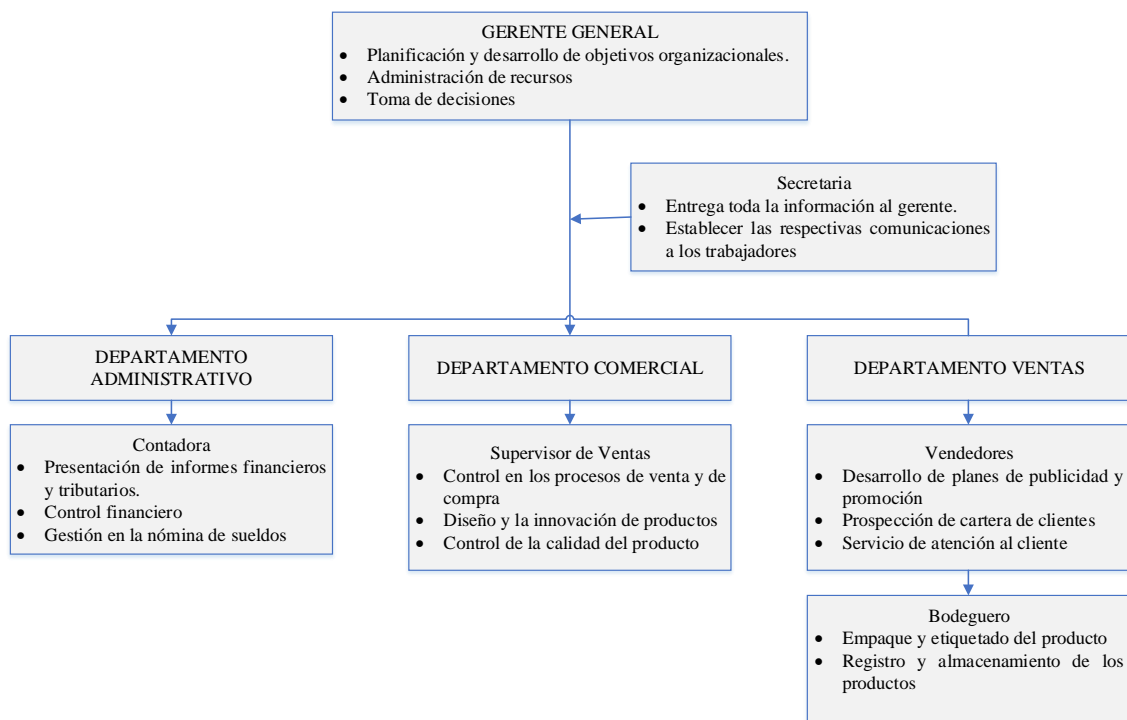 GERENTE GENERAL
• Planificación y desarrollo de objetivos organizacionales.
• Administración de recursos
• Toma de decisiones
Secretaria
• Entrega toda la información al gerente.
• Establecer las respectivas comunicaciones
a los trabajadores
DEPARTAMENTO
ADMINISTRATIVO
DEPARTAMENTO COMERCIAL
DEPARTAMENTO VENTAS
Contadora
• Presentación de informes financieros
y tributarios.
• Control financiero
• Gestión en la nómina de sueldos
Supervisor de Ventas
• Control en los procesos de venta y de
compra
• Diseño y la innovación de productos
• Control de la calidad del producto
Vendedores
• Desarrollo de planes de publicidad y
promoción
• Prospección de cartera de clientes
• Servicio de atención al cliente
Bodeguero
• Empaque y etiquetado del producto
• Registro y almacenamiento de los
productos